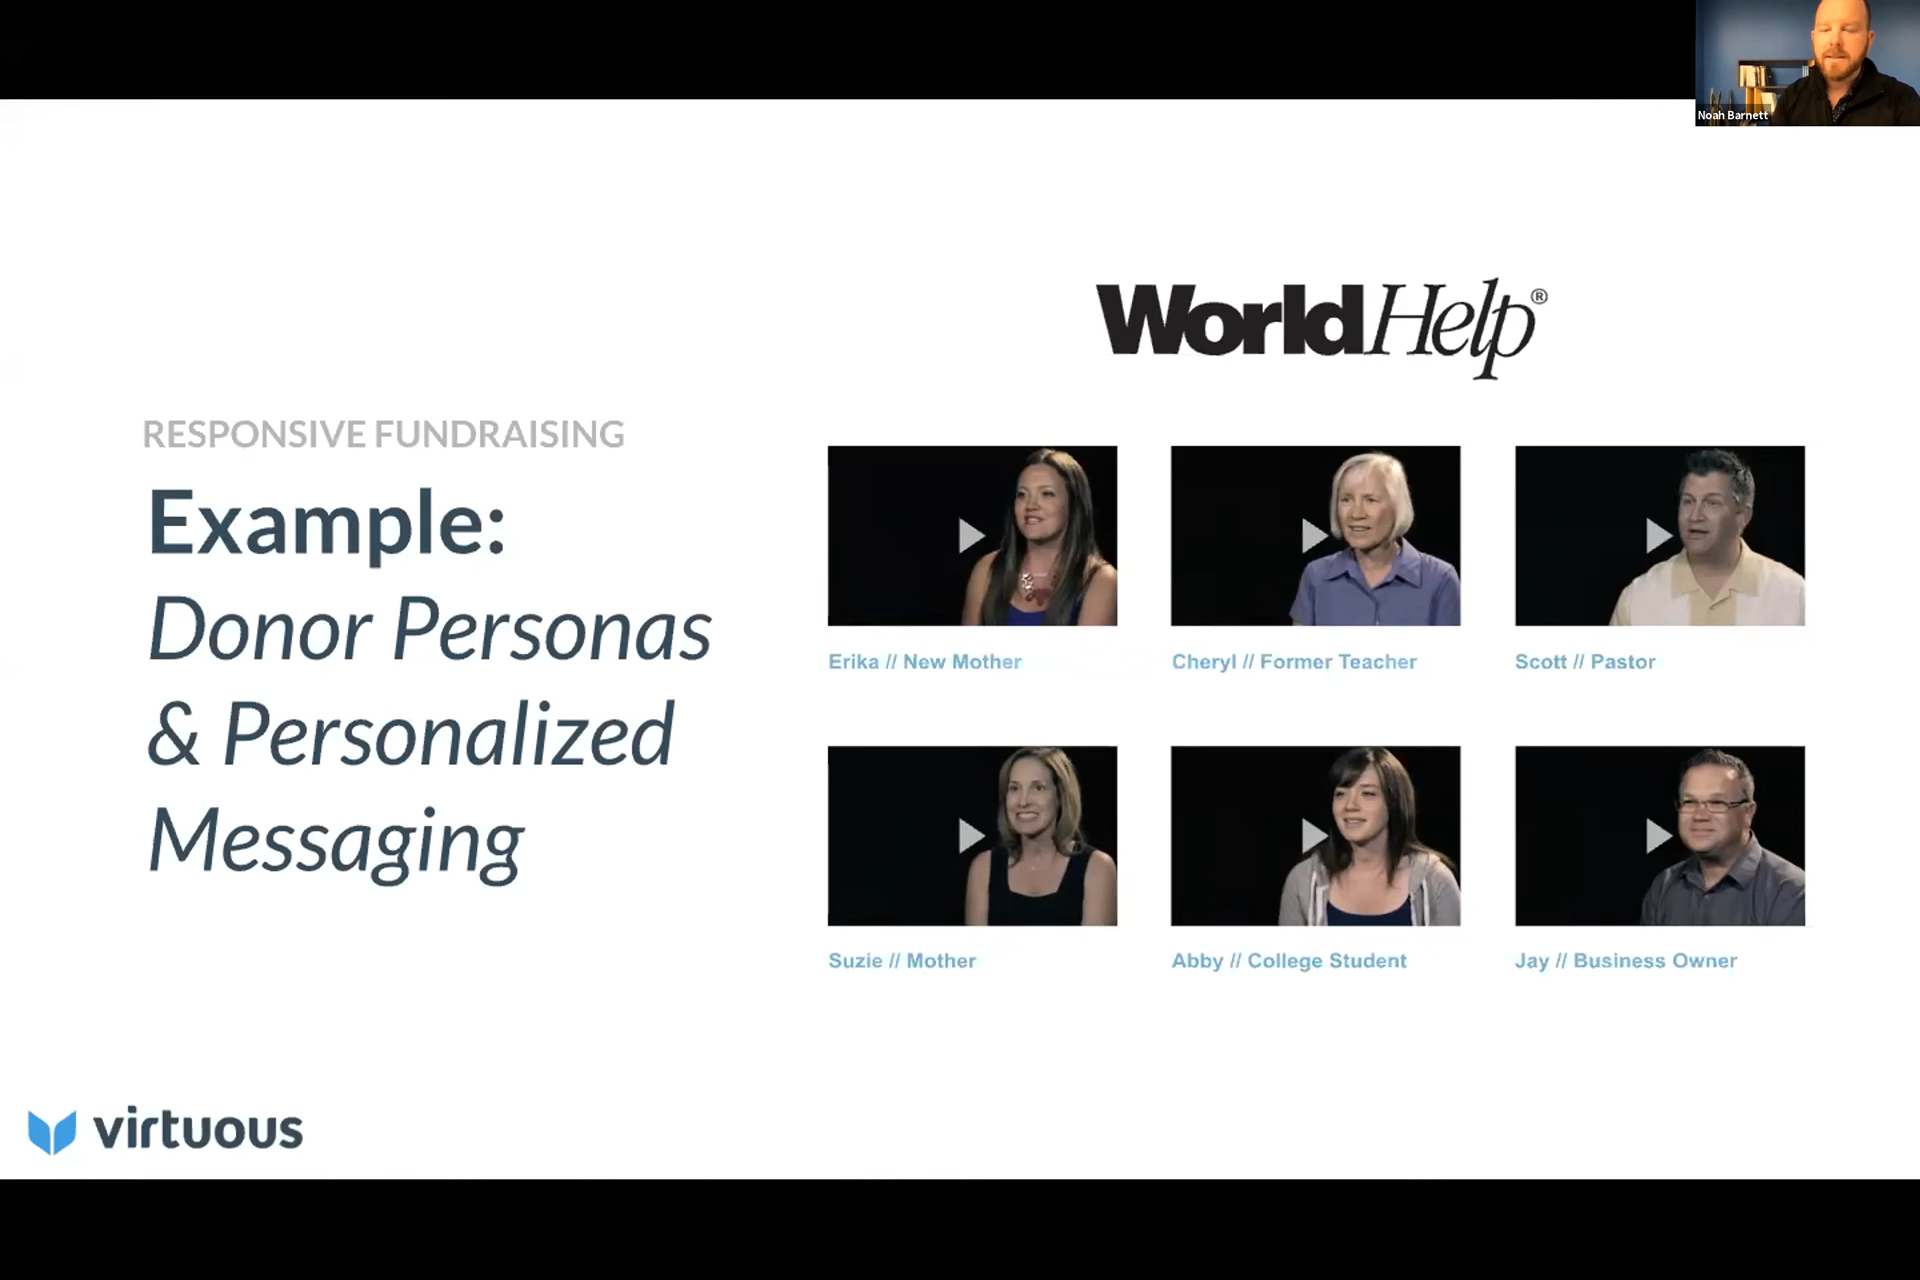 Noah Barnett
WorldHelp®
RESPONSIVE FUNDRAISING
Example:
Donor Personas
& Personalized
Messaging
Erika // New Mother
Cheryl // Former Teacher
Scott // Pastor
Suzie // Mother
Abby // College Student
Jay // Business Owner
virtuous